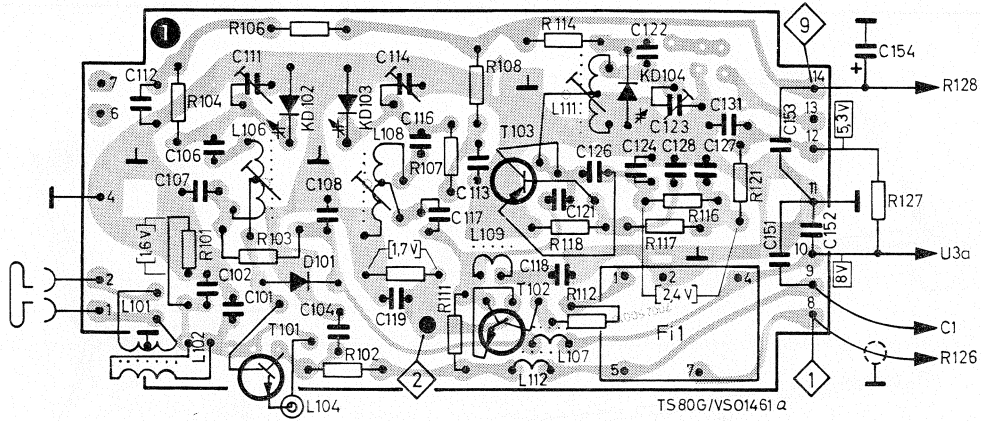 1
R106
R114
C122
9
C154
+
R128
C111
C114
R108
KD104
14
C112
7
R104
KD102
KD103
L111
C131
C153
13
5,3V
6
L106
L108
C116
T103
C123
12
C106
R107
C126
C124
C128
C127
R121
C107
C108
C113
11
R127
4
C117
C121
R116
C151
C152
1,6V
R101
R103
L109
R118
R117
10
U3a
1,7V
8V
D101
C118
1
2
4
9
2
C102
C101
C104
C119
R111
T102
R112
2,4V
8
1
L101
T101
C1
L102
R102
2
L107
Fi1
R126
L112
5
7
1
L104
TS80G/VS01461 a